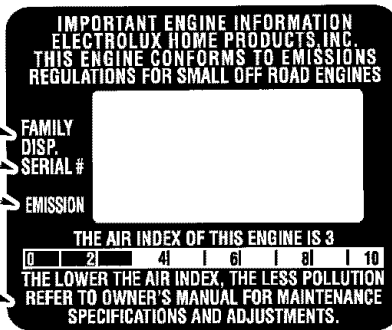 IMPORTANT ENGINE INFORMATION
ELECTROLUX HOME PRODUCTS, INC.
THIS ENGINE CONFORMS TO EMISSIONS
REGULATIONS FOR SMALL OFF ROAD ENGINES
FAMILY
DISP.
SERIAL #
EMISSION
THE AIR INDEX OF THIS ENGINE IS 3
0 2 4 6 8 10
THE LOWER THE AIR INDEX, THE LESS POLLUTION
REFER TO OWNER'S MANUAL FOR MAINTENANCE
SPECIFICATIONS AND ADJUSTMENTS.